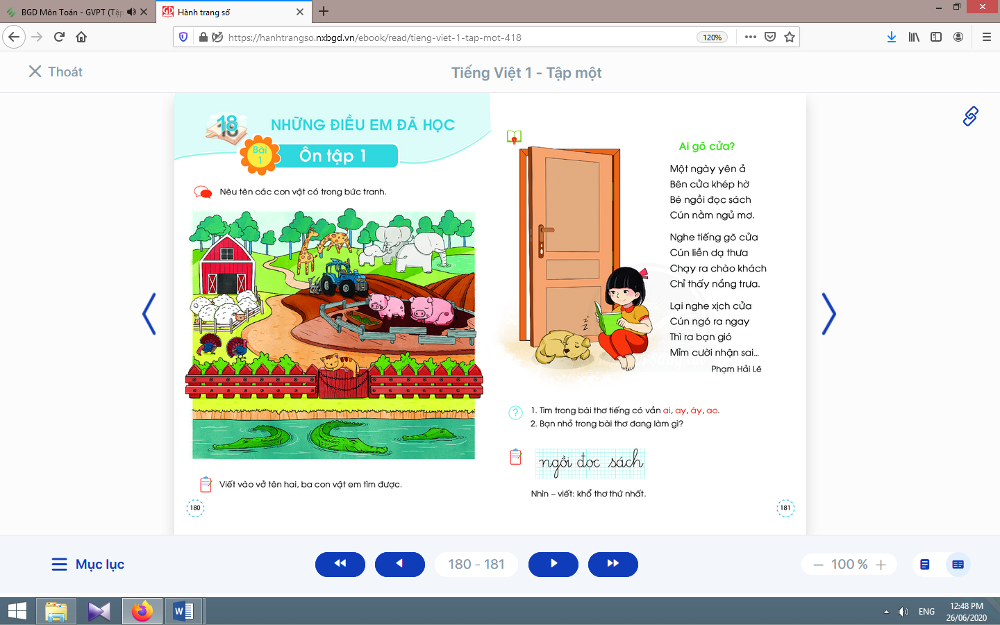 BGD Môn Toán - GVPT (Tập
Hành trang số
https://hanhtrangso.nxbgd.vn/ebook/read/tieng-viet-1-tap-mot-418
120%
Thoát
Tiếng Việt 1 - Tập một
18
NHỮNG ĐIỀU EM ĐÃ HỌC
Bài
1
Ôn tập 1
Nêu tên các con vật có trong bức tranh.
Viết vào vở tên hai, ba con vật em tìm được.
180
Ai gõ cửa?
Một ngày yên ả
Bên cửa khép hờ
Bé ngồi đọc sách
Cún nằm ngủ mơ.
Nghe tiếng gõ cửa
Cún liền dạ thưa
Chạy ra chào khách
Chỉ thấy nắng trưa.
Lại nghe xịch cửa
Cún ngó ra ngay
Thì ra bạn gió
Mỉm cười nhận sai...
Phạm Hải Lê
z z z
1. Tìm trong bài thơ tiếng có vần ai, ay, ây, ao.
2. Bạn nhỏ trong bài thơ đang làm gì?
ngồi đọc sách
Nhìn – viết: khổ thơ thứ nhất.
181
Mục lục
180 - 181
100 %
ENG
12:48 PM
26/06/2020